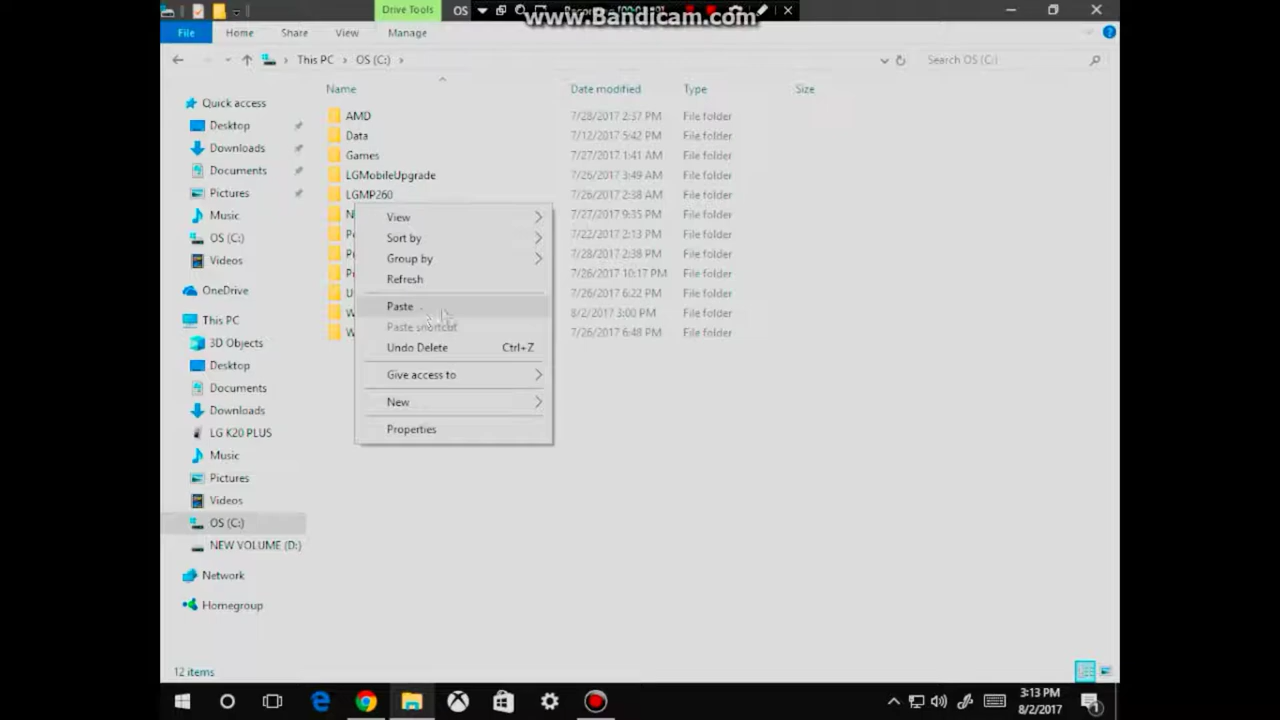 Drive Tools
OS
www.Bandicam.com
File
Home
Share
View
Manage
This PC
OS (C:)
Search OS (C:)
Name
Date modified
Type
Size
Quick access
Desktop
Downloads
Documents
Pictures
Music
OS (C:)
Videos
OneDrive
This PC
3D Objects
Desktop
Documents
Downloads
LG K20 PLUS
Music
Pictures
Videos
OS (C:)
NEW VOLUME (D:)
Network
Homegroup
AMD 7/28/2017 2:37 PM File folder
Data 7/12/2017 5:42 PM File folder
Games 7/27/2017 1:41 AM File folder
LGMobileUpgrade 7/26/2017 3:49 AM File folder
LGMP260 7/26/2017 2:38 AM File folder
N 7/27/2017 9:35 PM File folder
Pe 7/22/2017 2:13 PM File folder
Pr 7/28/2017 2:38 PM File folder
Pr 7/26/2017 10:17 PM File folder
U 7/26/2017 6:22 PM File folder
W 8/2/2017 3:00 PM File folder
W 7/26/2017 6:48 PM File folder
View
Sort by
Group by
Refresh
Paste
Paste shortcut
Undo Delete Ctrl+Z
Give access to
New
Properties
12 items
3:13 PM
8/2/2017
1